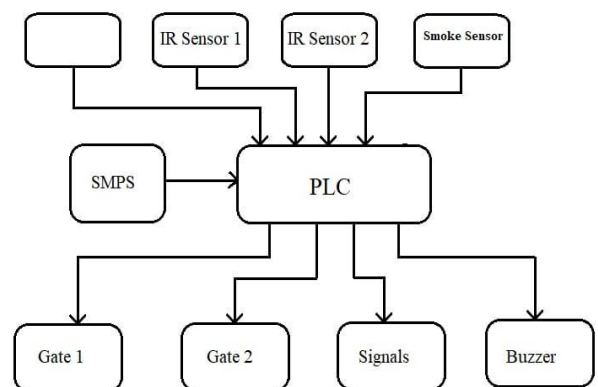 IR Sensor 1
IR Sensor 2
Smoke Sensor
SMPS
PLC
Gate 1
Gate 2
Signals
Buzzer